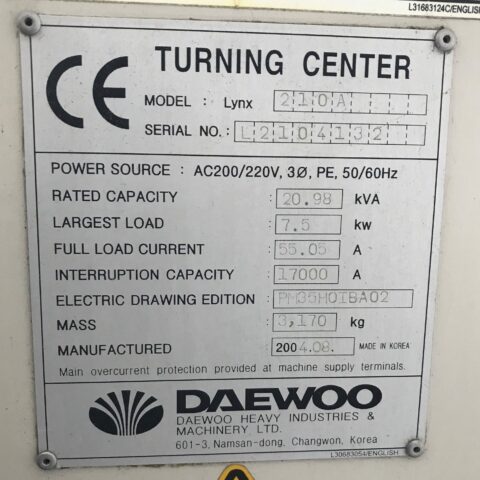 L31683124C/ENGLISH
CE TURNING CENTER
MODEL : Lynx 210A
SERIAL NO. : L2104132
POWER SOURCE : AC200/220V, 3Ø, PE, 50/60Hz
RATED CAPACITY : 20.98 kVA
LARGEST LOAD : 7.5 kw
FULL LOAD CURRENT : 55.05 A
INTERRUPTION CAPACITY : 17000 A
ELECTRIC DRAWING EDITION : PM35M0IBA02
MASS : 3,170 kg
MANUFACTURED : 2004.08. MADE IN KOREA
Main overcurrent protection provided at machine supply terminals.
DAEWOO
DAEWOO HEAVY INDUSTRIES &
MACHINERY LTD.
601-3, Namsan-dong, Changwon, Korea
L30683054/ENGLISH